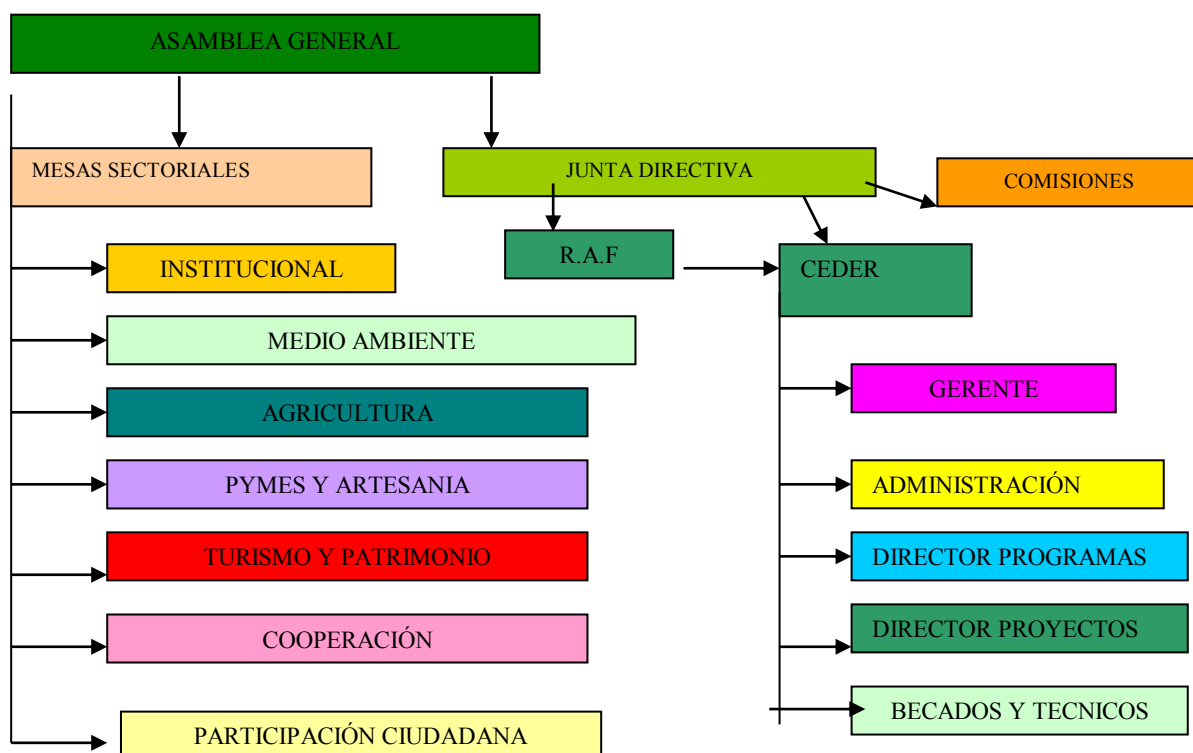 ASAMBLEA GENERAL
MESAS SECTORIALES
JUNTA DIRECTIVA
COMISIONES
R.A.F
CEDER
INSTITUCIONAL
MEDIO AMBIENTE
AGRICULTURA
PYMES Y ARTESANIA
TURISMO Y PATRIMONIO
COOPERACIÓN
PARTICIPACIÓN CIUDADANA
GERENTE
ADMINISTRACIÓN
DIRECTOR PROGRAMAS
DIRECTOR PROYECTOS
BECADOS Y TECNICOS